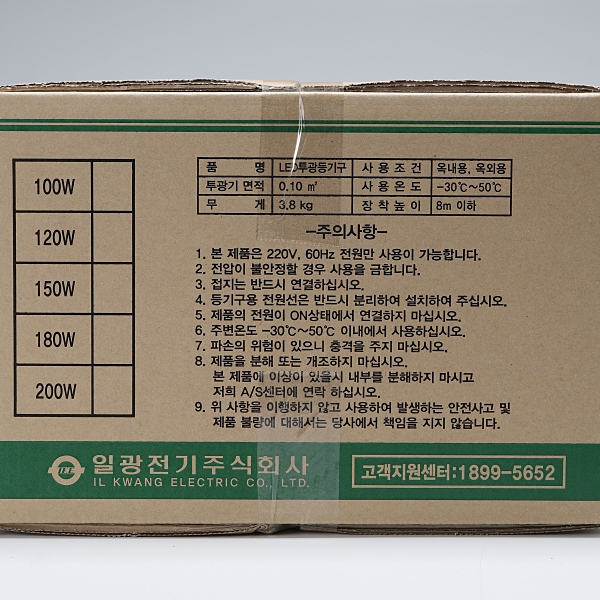 100W
120W
150W
180W
200W
품 명 LED투광등기구 사 용 조 건 옥내용, 옥외용
투광기 면적 0.10 ㎡ 사 용 온 도 -30℃~50℃
무 게 3.8 kg 장 착 높 이 8m 이하
-주의사항-
1. 본 제품은 220V, 60Hz 전원만 사용이 가능합니다.
2. 전압이 불안정할 경우 사용을 금합니다.
3. 접지는 반드시 연결하십시오.
4. 등기구용 전원선은 반드시 분리하여 설치하여 주십시오.
5. 제품의 전원이 ON상태에서 연결하지 마십시오.
6. 주변온도 -30℃~50℃ 이내에서 사용하십시오.
7. 파손의 위험이 있으니 충격을 주지 마십시오.
8. 제품을 분해 또는 개조하지 마십시오.
본 제품에 이상이 있을시 내부를 분해하지 마시고
저희 A/S센터에 연락 하십시오.
9. 위 사항을 이행하지 않고 사용하여 발생하는 안전사고 및
제품 불량에 대해서는 당사에서 책임을 지지 않습니다.
일광전기주식회사
IL KWANG ELECTRIC CO., LTD.
고객지원센터:1899-5652